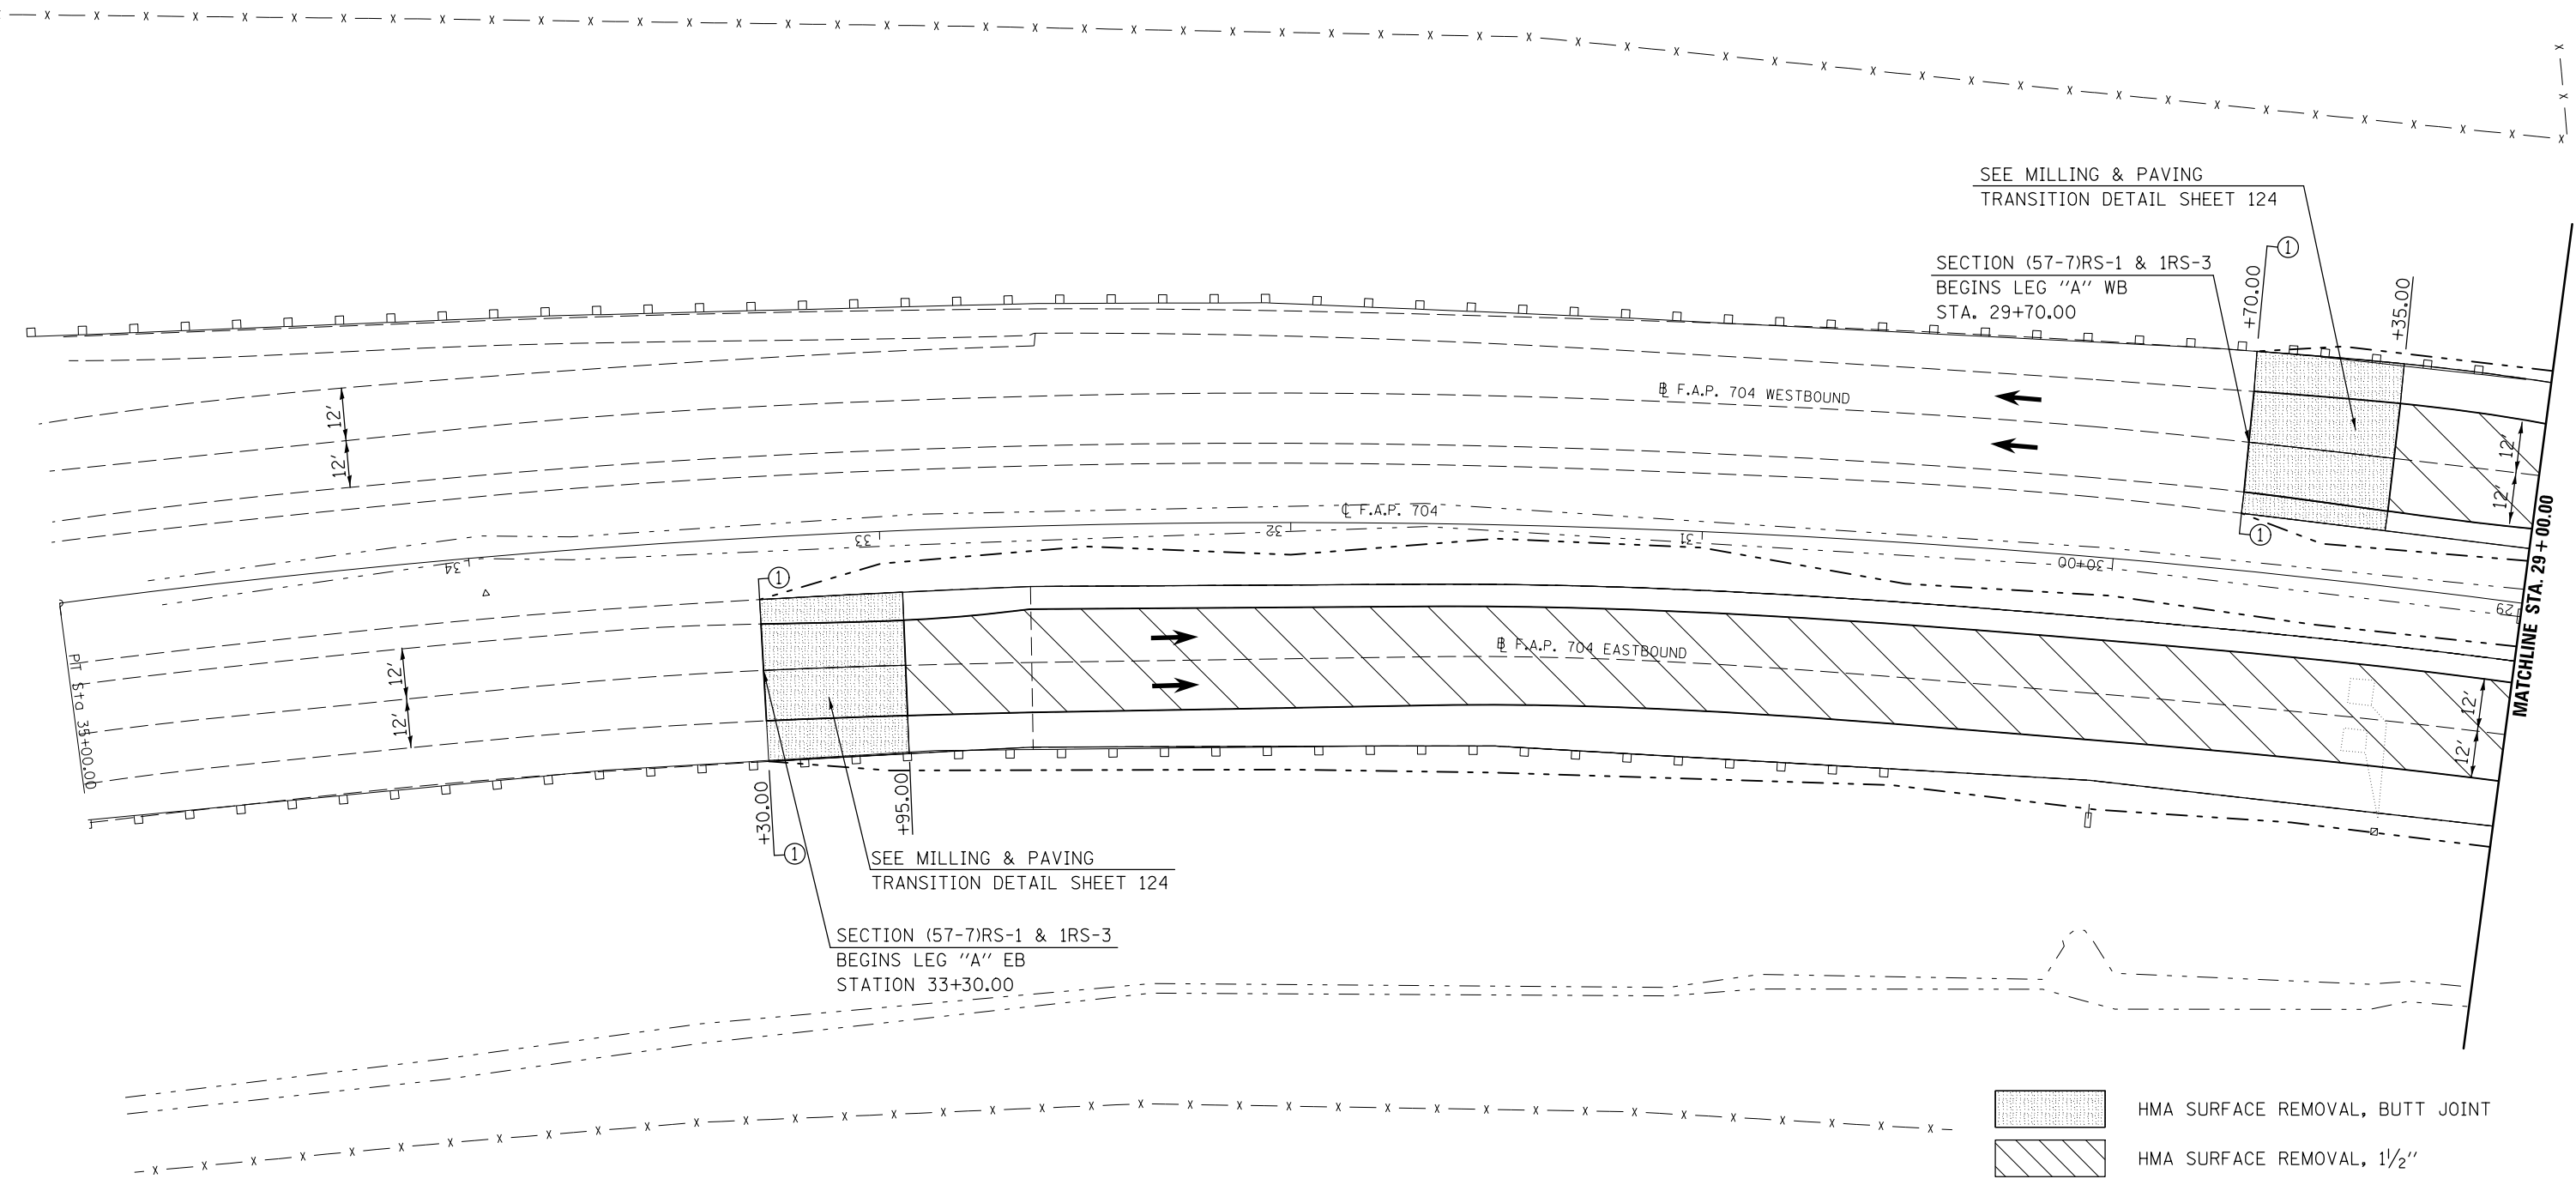 SEE MILLING & PAVING
TRANSITION DETAIL SHEET 124
SECTION (57-7)RS-1 & 1RS-3
BEGINS LEG "A" WB
STA. 29+70.00
+70.00
1
+35.00
℄ F.A.P. 704 WESTBOUND
12'
12'
12'
12'
1
℄ F.A.P. 704
34
33
32
31
30+00
29
MATCHLINE STA. 29 + 00.00
1
PT Sta 35+00.00
12'
12'
℄ F.A.P. 704 EASTBOUND
12'
12'
+30.00
1
+95.00
SEE MILLING & PAVING
TRANSITION DETAIL SHEET 124
SECTION (57-7)RS-1 & 1RS-3
BEGINS LEG "A" EB
STATION 33+30.00
HMA SURFACE REMOVAL, BUTT JOINT
HMA SURFACE REMOVAL, 1 1/2"